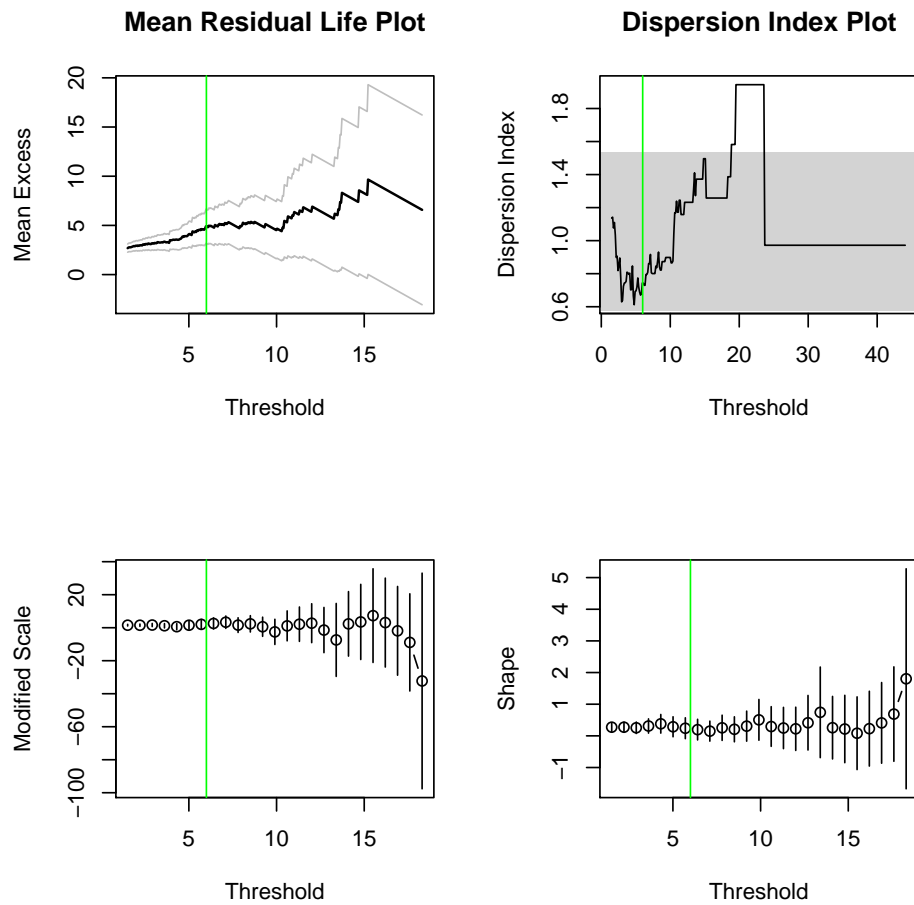 Mean Residual Life Plot
Mean Excess
20
15
10
5
0
5 10 15
Threshold
Dispersion Index Plot
Dispersion Index
1.8
1.4
1.0
0.6
0 10 20 30 40
Threshold
Modified Scale
20
−20
−60
−100
5 10 15
Threshold
Shape
5
4
3
2
1
−1
5 10 15
Threshold